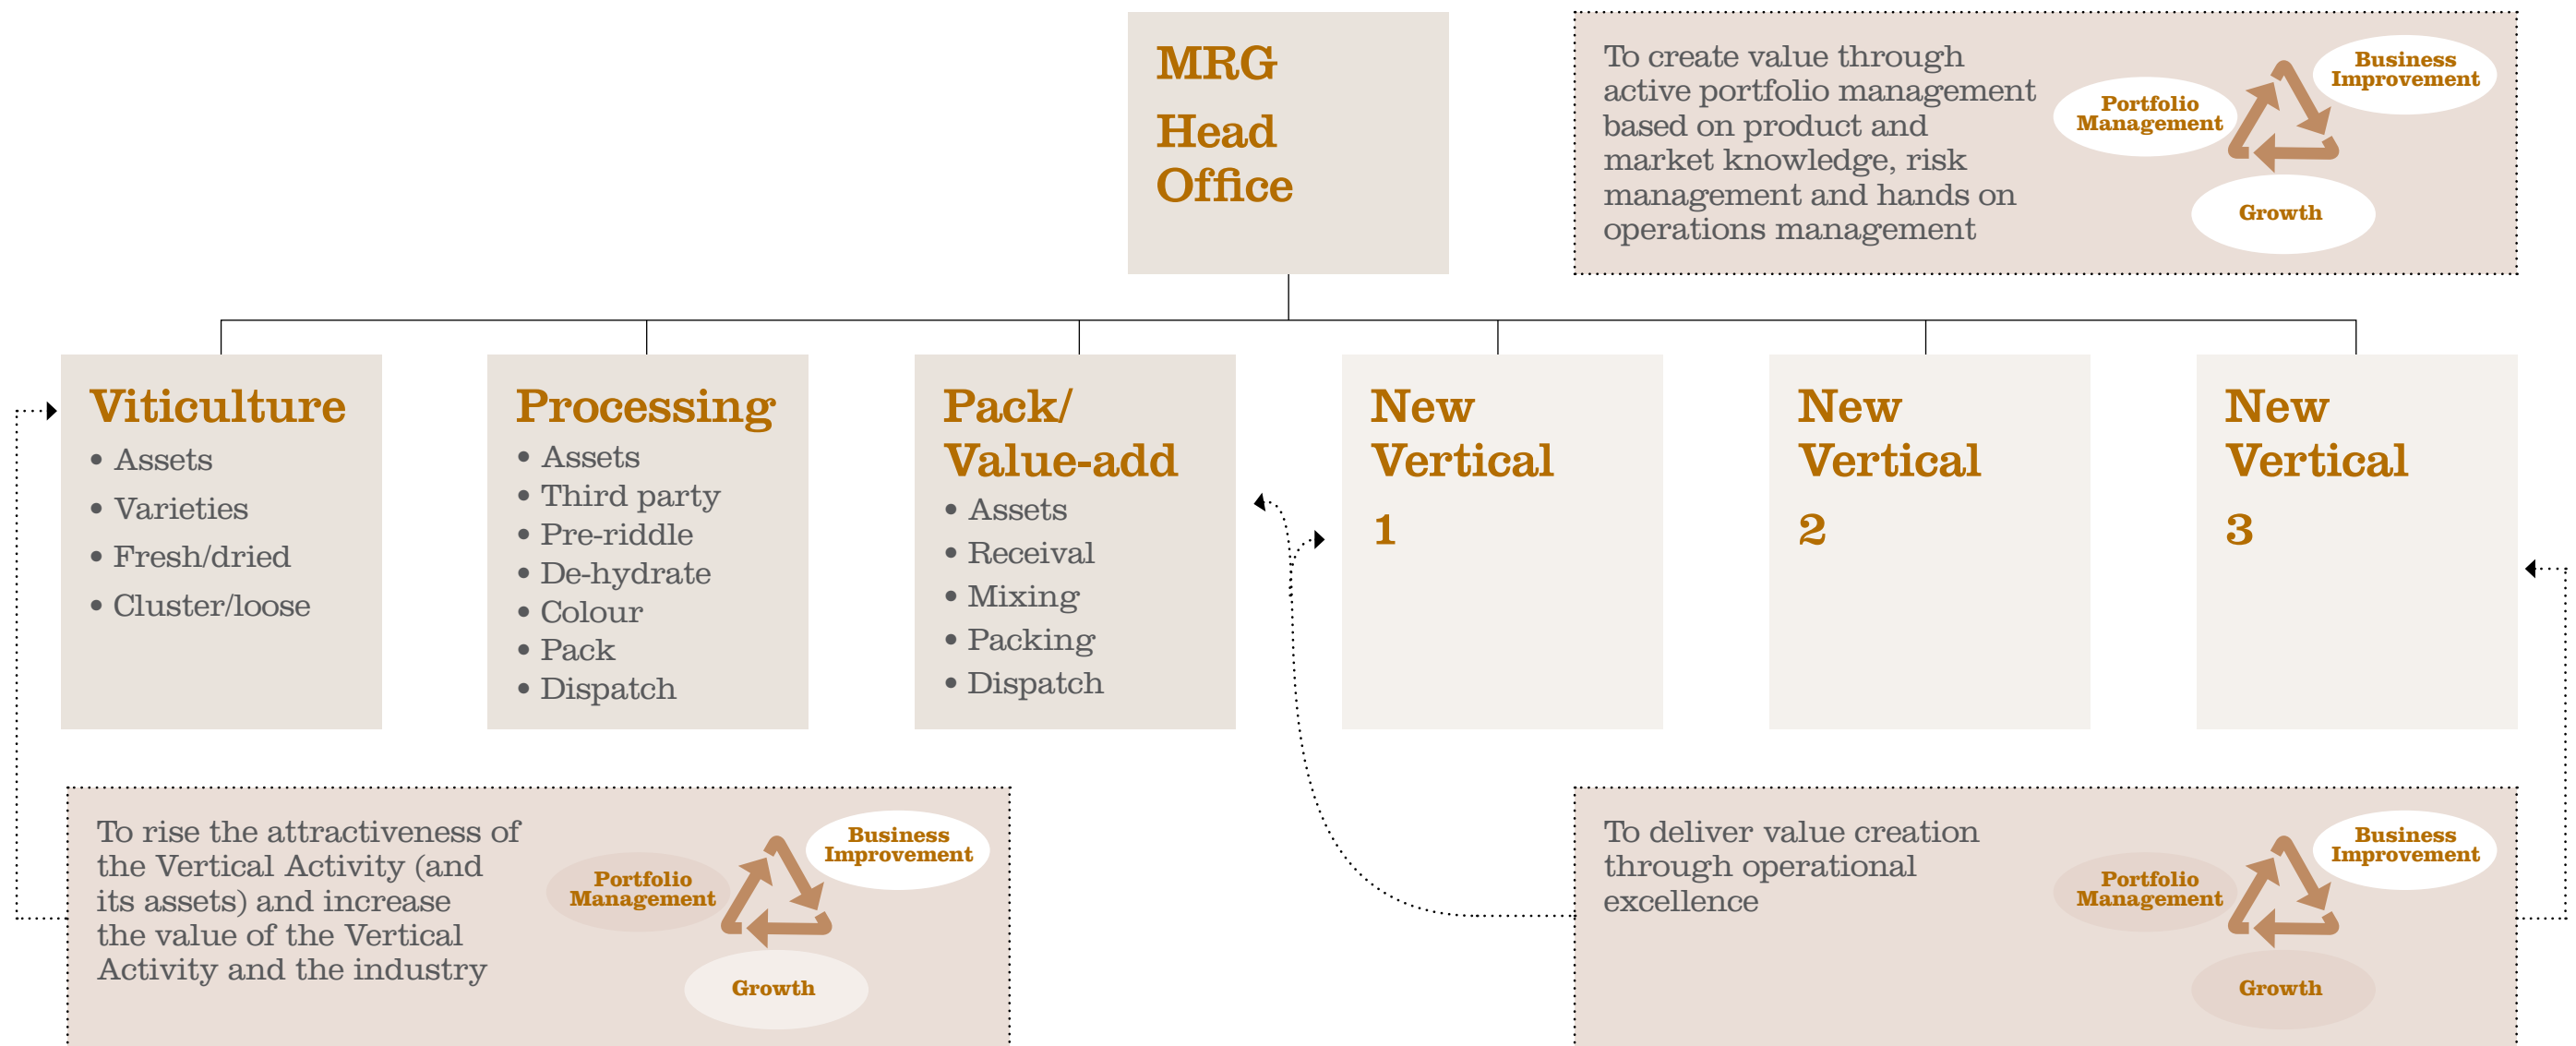 MRG
Head
Office
To create value through
active portfolio management
based on product and
market knowledge, risk
management and hands on
operations management
Portfolio
Management
Business
Improvement
Growth
Viticulture
• Assets
• Varieties
• Fresh/dried
• Cluster/loose
Processing
• Assets
• Third party
• Pre-riddle
• De-hydrate
• Colour
• Pack
• Dispatch
Pack/
Value-add
• Assets
• Receival
• Mixing
• Packing
• Dispatch
New
Vertical
1
New
Vertical
2
New
Vertical
3
To rise the attractiveness of
the Vertical Activity (and
its assets) and increase
the value of the Vertical
Activity and the industry
Portfolio
Management
Business
Improvement
Growth
To deliver value creation
through operational
excellence
Portfolio
Management
Business
Improvement
Growth